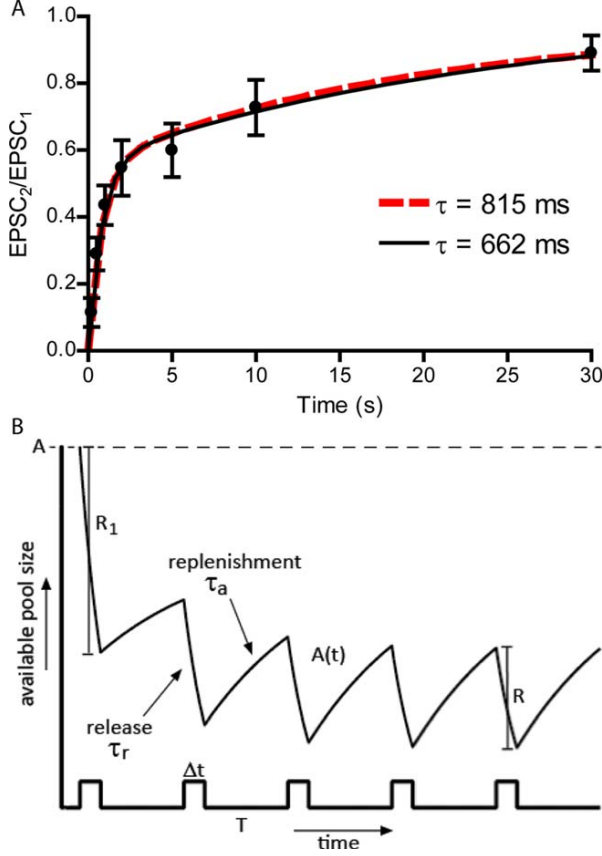 A
EPSC2/EPSC1
1.0
0.8
0.6
0.4
0.2
0.0
τ = 815 ms
τ = 662 ms
0 5 10 15 20 25 30
Time (s)
B
A
R1
replenishment
τa
A(t)
R
release
τr
available pool size
Δt
T
time